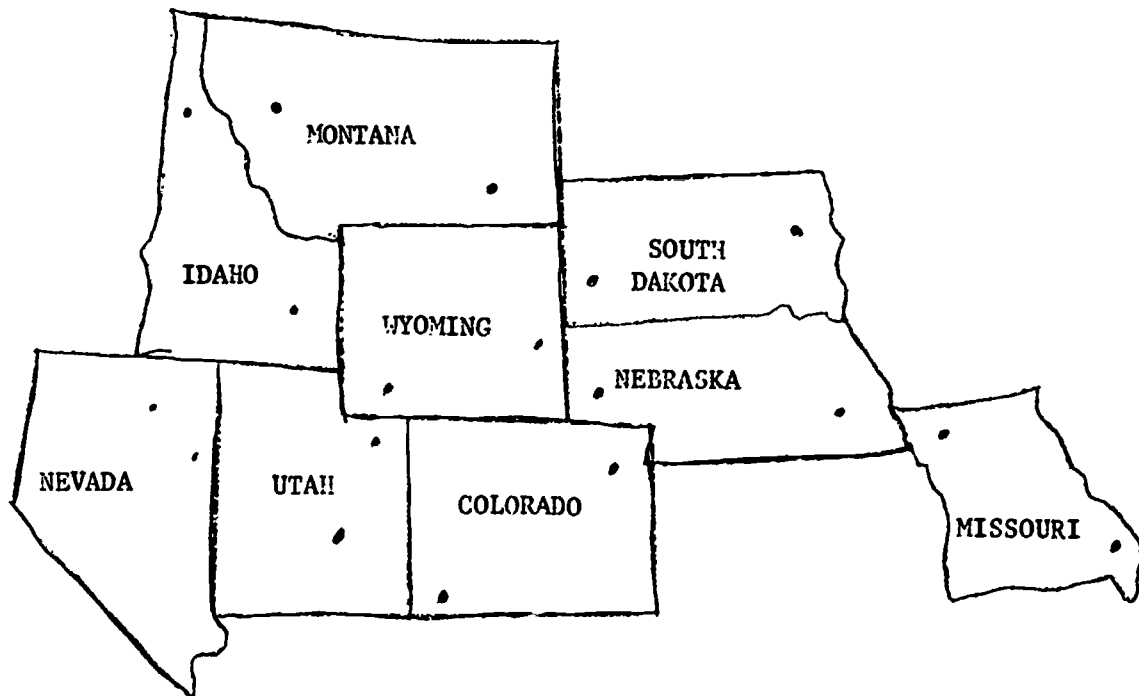 MONTANA
SOUTH
DAKOTA
IDAHO
WYOMING
NEBRASKA
NEVADA
UTAH
COLORADO
MISSOURI